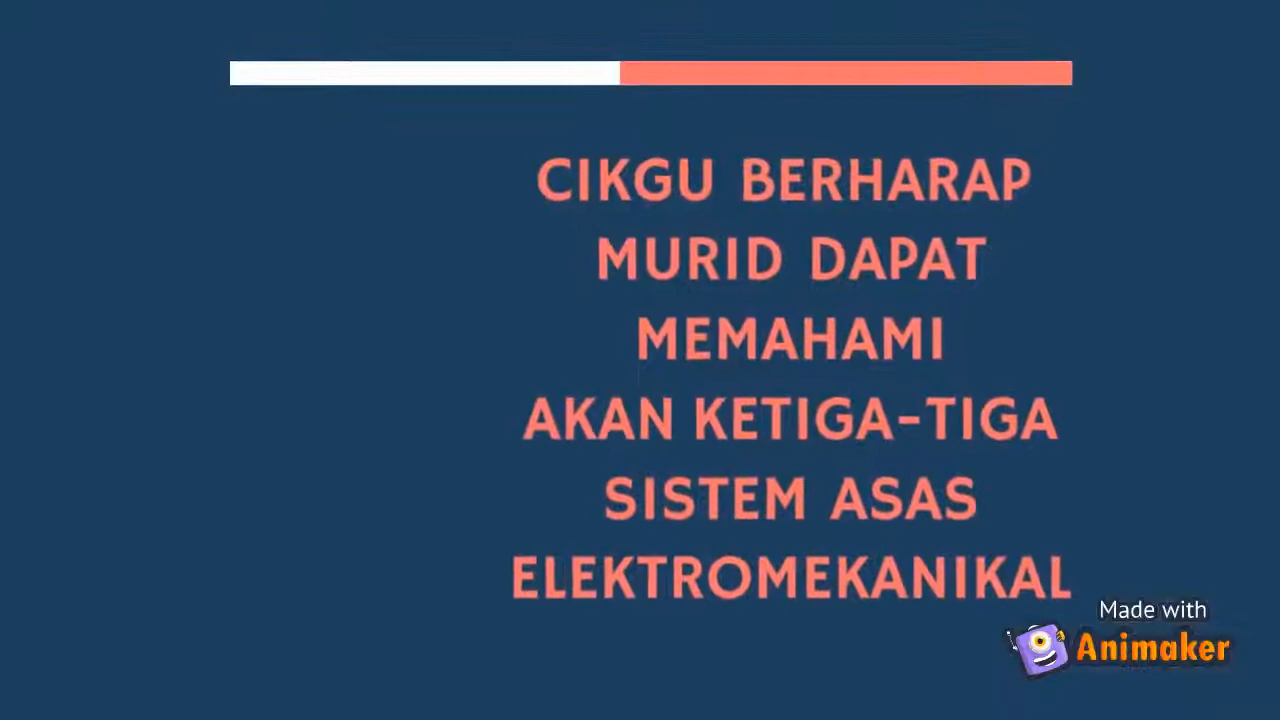 CIKGU BERHARAP
MURID DAPAT
MEMAHAMI
AKAN KETIGA-TIGA
SISTEM ASAS
ELEKTROMEKANIKAL
Made with
Animaker